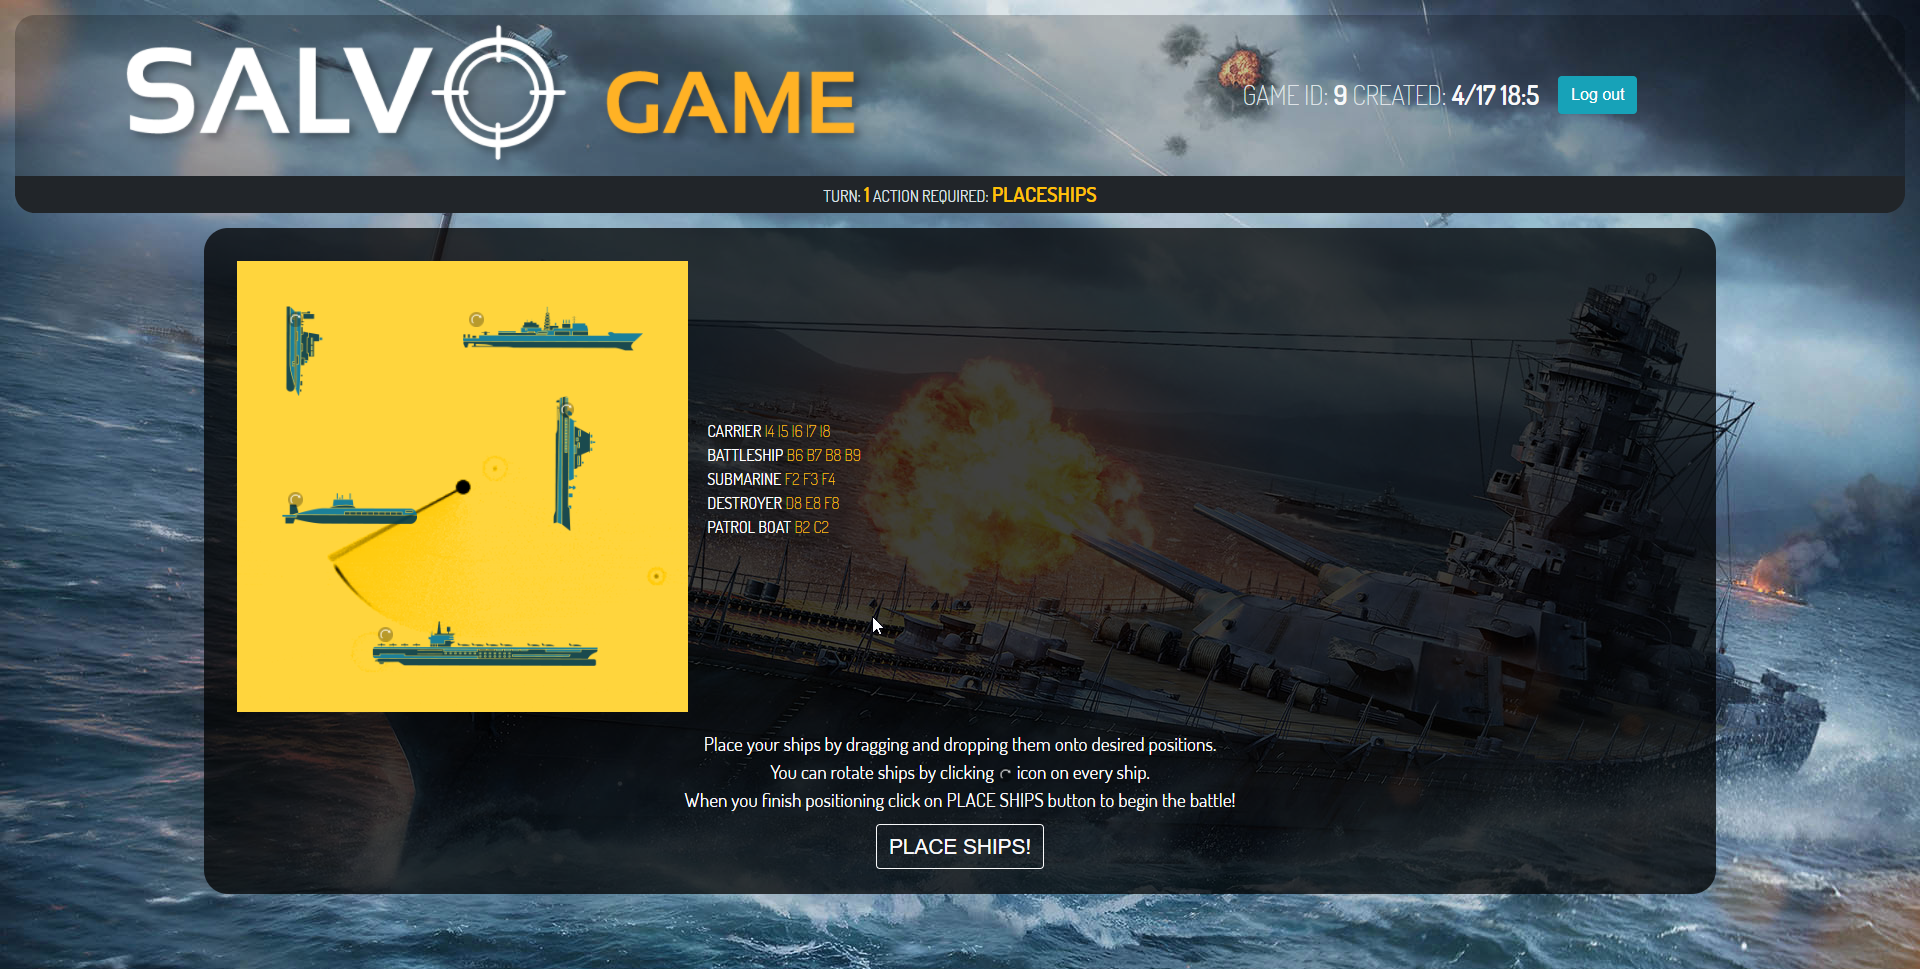 SALVO GAME
GAME ID: 9 CREATED: 4/17 18:5
Log out
TURN: 1 ACTION REQUIRED: PLACESHIPS
CARRIER I4 I5 I6 I7 I8
BATTLESHIP B6 B7 B8 B9
SUBMARINE F2 F3 F4
DESTROYER D8 E8 F8
PATROL BOAT B2 C2
Place your ships by dragging and dropping them onto desired positions.
You can rotate ships by clicking icon on every ship.
When you finish positioning click on PLACE SHIPS button to begin the battle!
PLACE SHIPS!